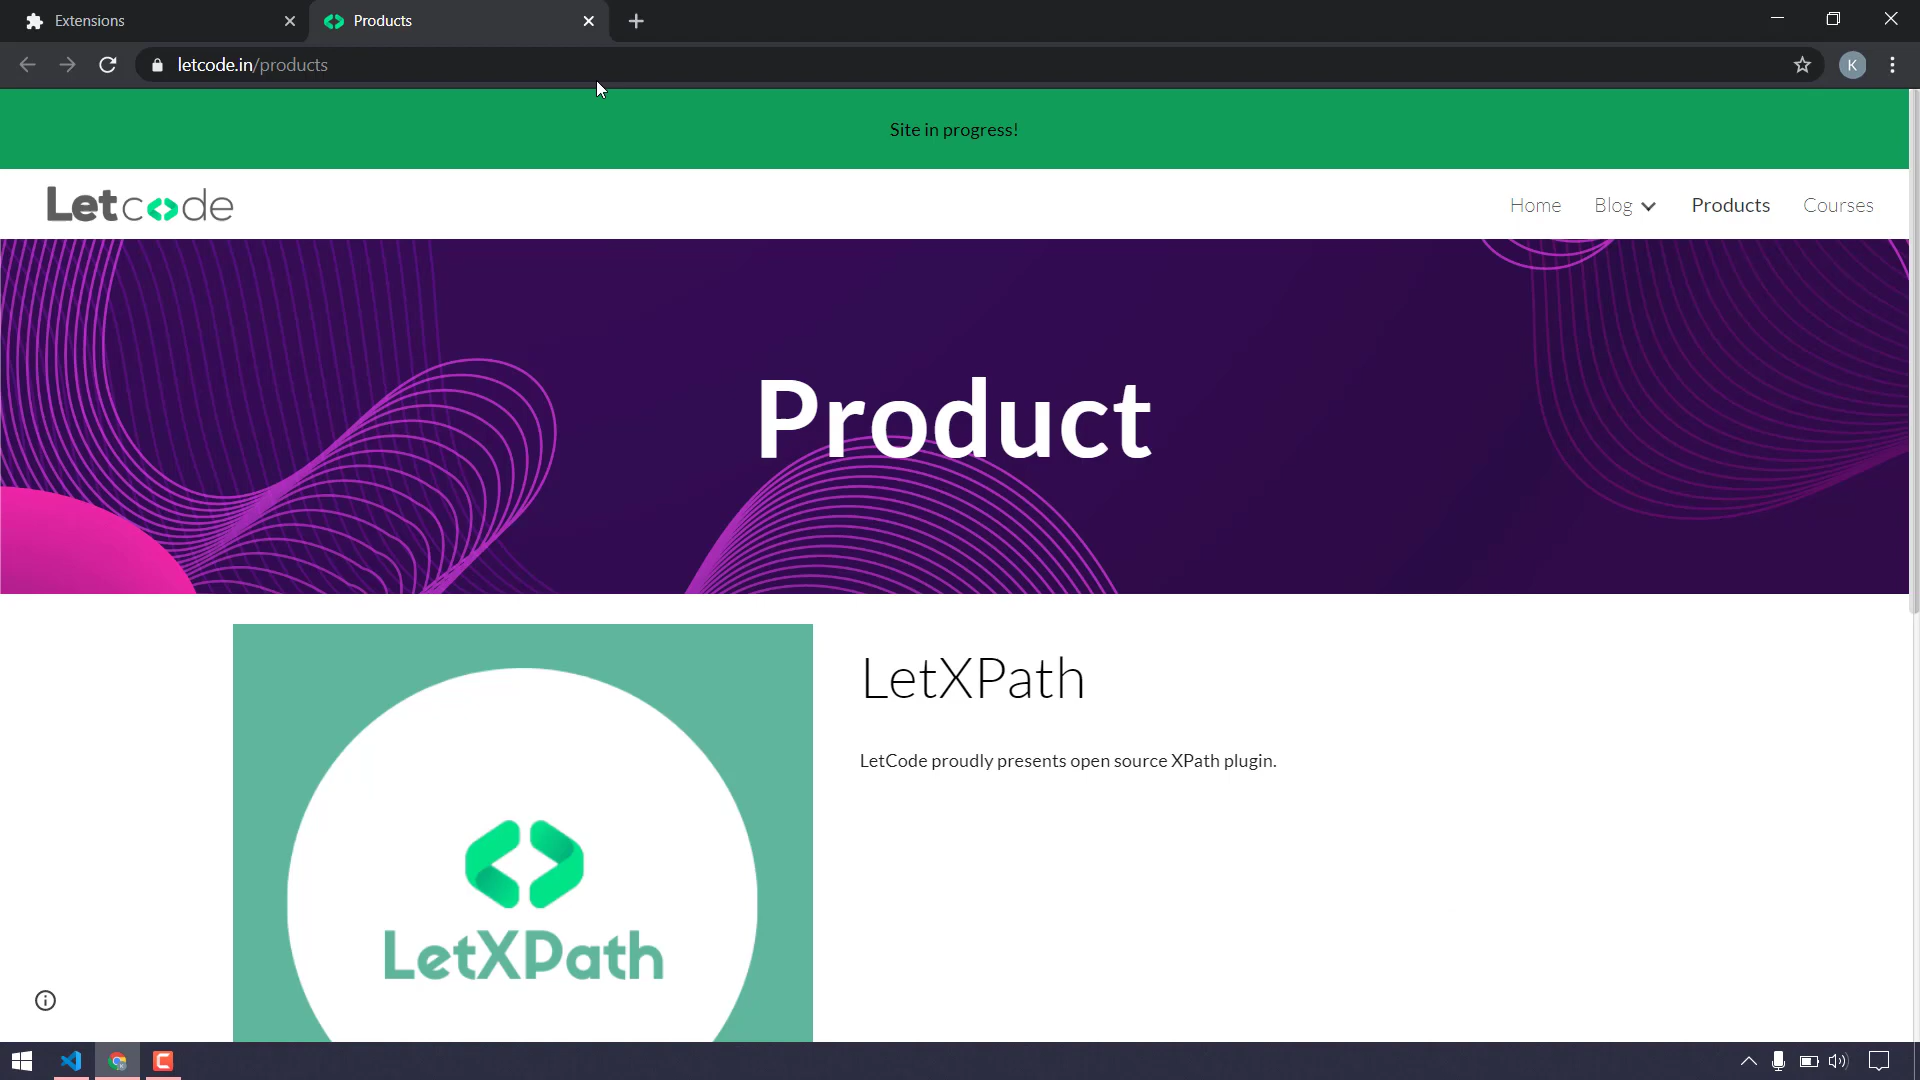 Extensions
Products
letcode.in/products
K
Site in progress!
Letcode
Home
Blog
Products
Courses
Product
LetXPath
LetCode proudly presents open source XPath plugin.
LetXPath